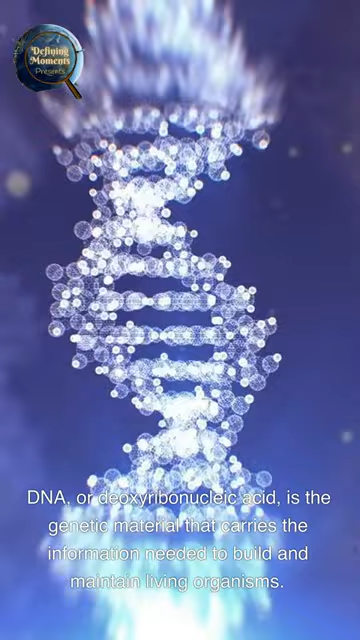 Defining
Moments
Presents
DNA, or deoxyribonucleic acid, is the
genetic material that carries the
information needed to build and
maintain living organisms.